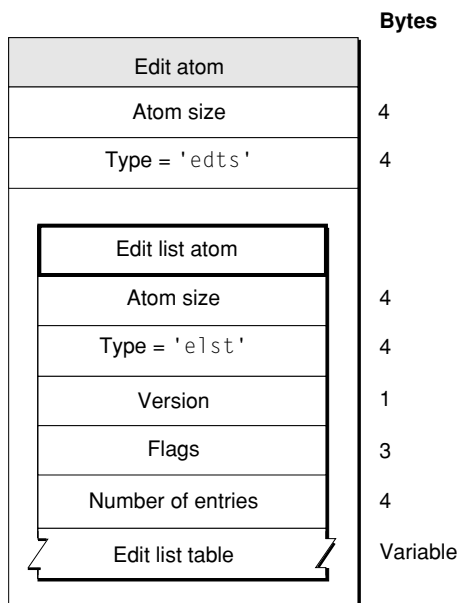 Bytes
Edit atom
Atom size 4
Type = 'edts' 4
Edit list atom
Atom size 4
Type = 'elst' 4
Version 1
Flags 3
Number of entries 4
Edit list table Variable